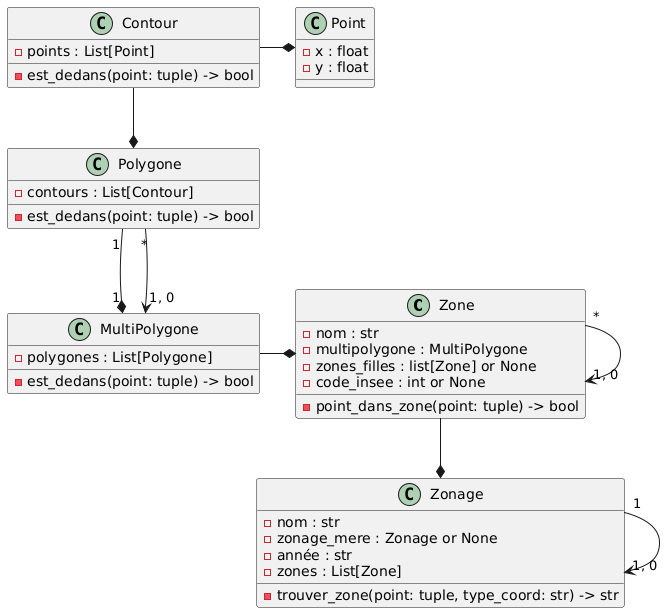 C Contour
points : List[Point]
est_dedans(point: tuple) -> bool
C Point
x : float
y : float
C Polygone
contours : List[Contour]
est_dedans(point: tuple) -> bool
1
*
1
1, 0
C MultiPolygone
polygones : List[Polygone]
est_dedans(point: tuple) -> bool
C Zone
nom : str
multipolygone : MultiPolygone
zones_filles : list[Zone] or None
code_insee : int or None
point_dans_zone(point: tuple) -> bool
*
1, 0
C Zonage
nom : str
zonage_mere : Zonage or None
année : str
zones : List[Zone]
trouver_zone(point: tuple, type_coord: str) -> str
1
1, 0